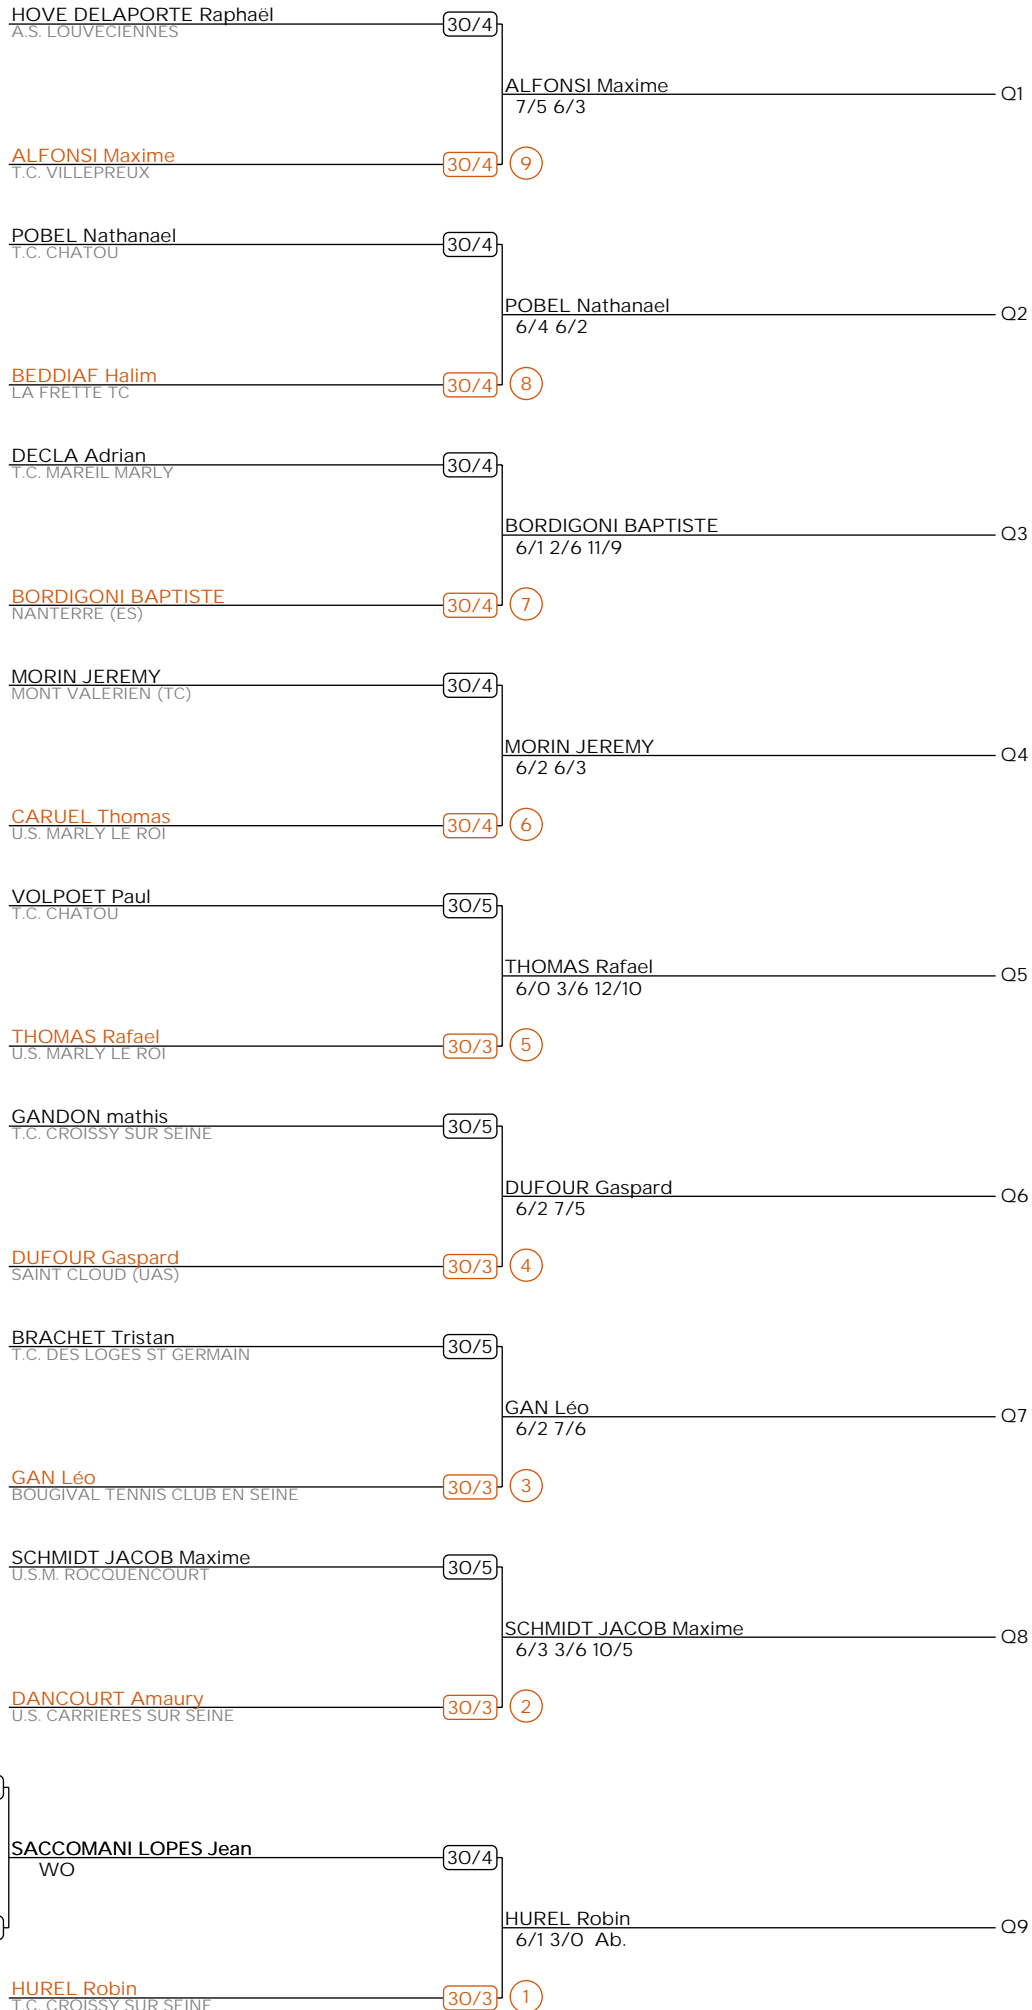 HOVE DELAPORTE Raphaël
30/4
A.S. LOUVECIENNES
ALFONSI Maxime
Q1
7/5 6/3
ALFONSI Maxime
30/4
9
T.C. VILLEPREUX
POBEL Nathanael
30/4
T.C. CHATOU
POBEL Nathanael
Q2
6/4 6/2
BEDDIAF Halim
30/4
8
LA FRETTE TC
DECLA Adrian
30/4
T.C. MAREIL MARLY
BORDIGONI BAPTISTE
Q3
6/1 2/6 11/9
BORDIGONI BAPTISTE
30/4
7
NANTERRE (ES)
MORIN JEREMY
30/4
MONT VALERIEN (TC)
MORIN JEREMY
Q4
6/2 6/3
CARUEL Thomas
30/4
6
U.S. MARLY LE ROI
VOLPOET Paul
30/5
T.C. CHATOU
THOMAS Rafael
Q5
6/0 3/6 12/10
THOMAS Rafael
30/3
5
U.S. MARLY LE ROI
GANDON mathis
30/5
T.C. CROISSY SUR SEINE
DUFOUR Gaspard
Q6
6/2 7/5
DUFOUR Gaspard
30/3
4
SAINT CLOUD (UAS)
BRACHET Tristan
30/5
T.C. DES LOGES ST GERMAIN
GAN Léo
Q7
6/2 7/6
GAN Léo
30/3
3
BOUGIVAL TENNIS CLUB EN SEINE
SCHMIDT JACOB Maxime
30/5
U.S.M. ROCQUENCOURT
SCHMIDT JACOB Maxime
Q8
6/3 3/6 10/5
DANCOURT Amaury
30/3
2
U.S. CARRIERES SUR SEINE
SACCOMANI LOPES Jean
30/4
WO
HUREL Robin
Q9
6/1 3/0 Ab.
HUREL Robin
30/3
1
T.C. CROISSY SUR SEINE